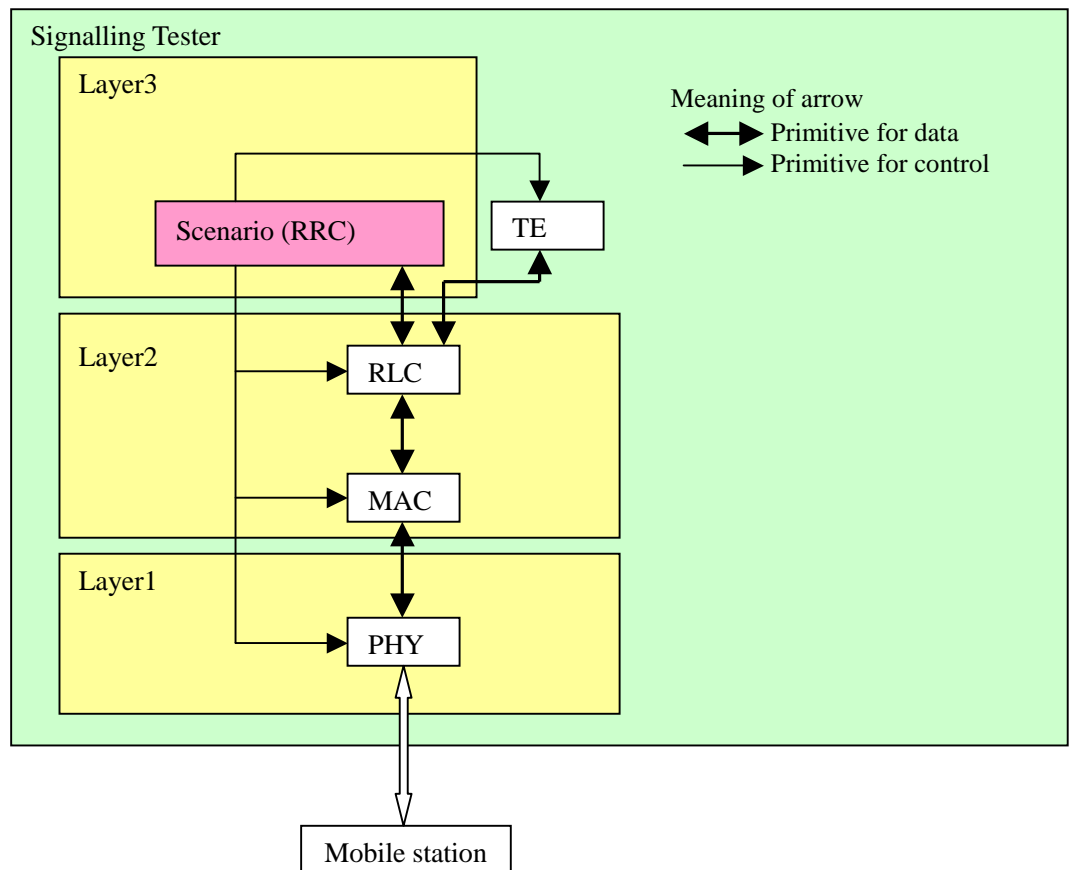 Signalling Tester
Layer3
Meaning of arrow
Primitive for data
Primitive for control
Scenario (RRC)
TE
Layer2
RLC
MAC
Layer1
PHY
Mobile station